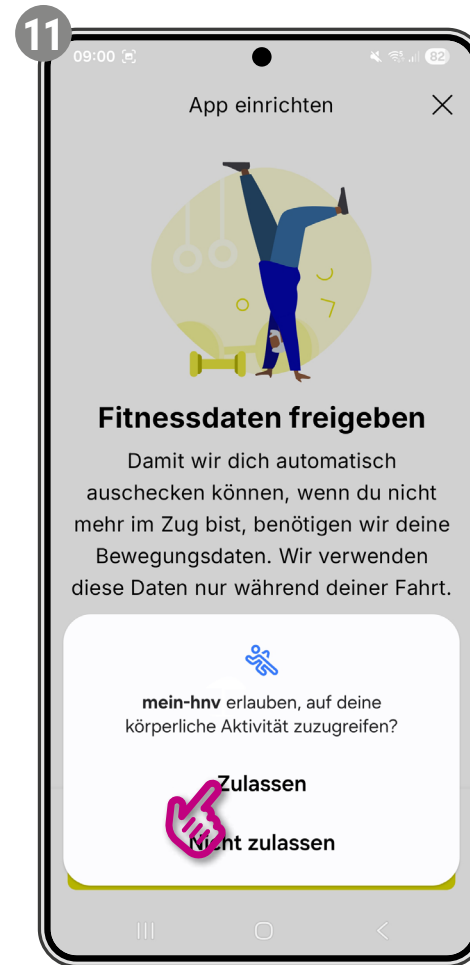 11
09:00
82
App einrichten
Fitnessdaten freigeben
Damit wir dich automatisch
auschecken können, wenn du nicht
mehr im Zug bist, benötigen wir deine
Bewegungsdaten. Wir verwenden
diese Daten nur während deiner Fahrt.
mein-hnv erlauben, auf deine
körperliche Aktivität zuzugreifen?
Zulassen
Nicht zulassen